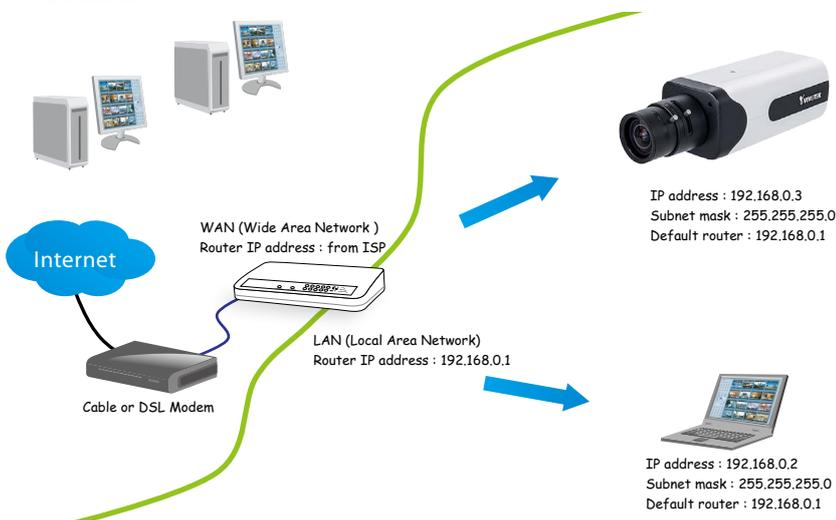 VIVOTEK
IP address : 192.168.0.3
Subnet mask : 255.255.255.0
Default router : 192.168.0.1
WAN (Wide Area Network )
Router IP address : from ISP
Internet
LAN (Local Area Network)
Router IP address : 192.168.0.1
Cable or DSL Modem
IP address : 192.168.0.2
Subnet mask : 255.255.255.0
Default router : 192.168.0.1